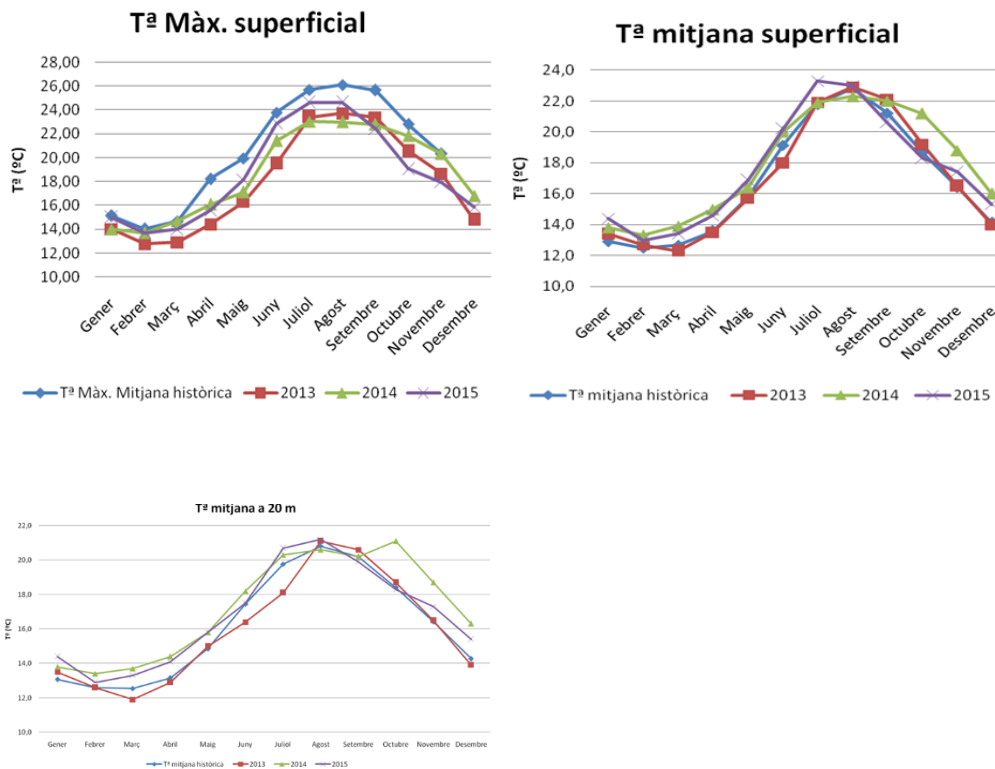 Tª Màx. superficial
Tª (ºC)
28,00
26,00
24,00
22,00
20,00
18,00
16,00
14,00
12,00
10,00
Gener
Febrer
Març
Abril
Maig
Juny
Juliol
Agost
Setembre
Octubre
Novembre
Desembre
Tª Màx. Mitjana històrica 2013 2014 2015
Tª mitjana superficial
Tª (ºC)
24,0
22,0
20,0
18,0
16,0
14,0
12,0
10,0
Gener
Febrer
Març
Abril
Maig
Juny
Juliol
Agost
Setembre
Octubre
Novembre
Desembre
Tª mitjana històrica 2013 2014 2015
Tª mitjana a 20 m
Tª (ºC)
22,0
20,0
18,0
16,0
14,0
12,0
10,0
Gener Febrer Març Abril Maig Juny Juliol Agost Setembre Octubre Novembre Desembre
Tª mitjana històrica 2013 2014 2015